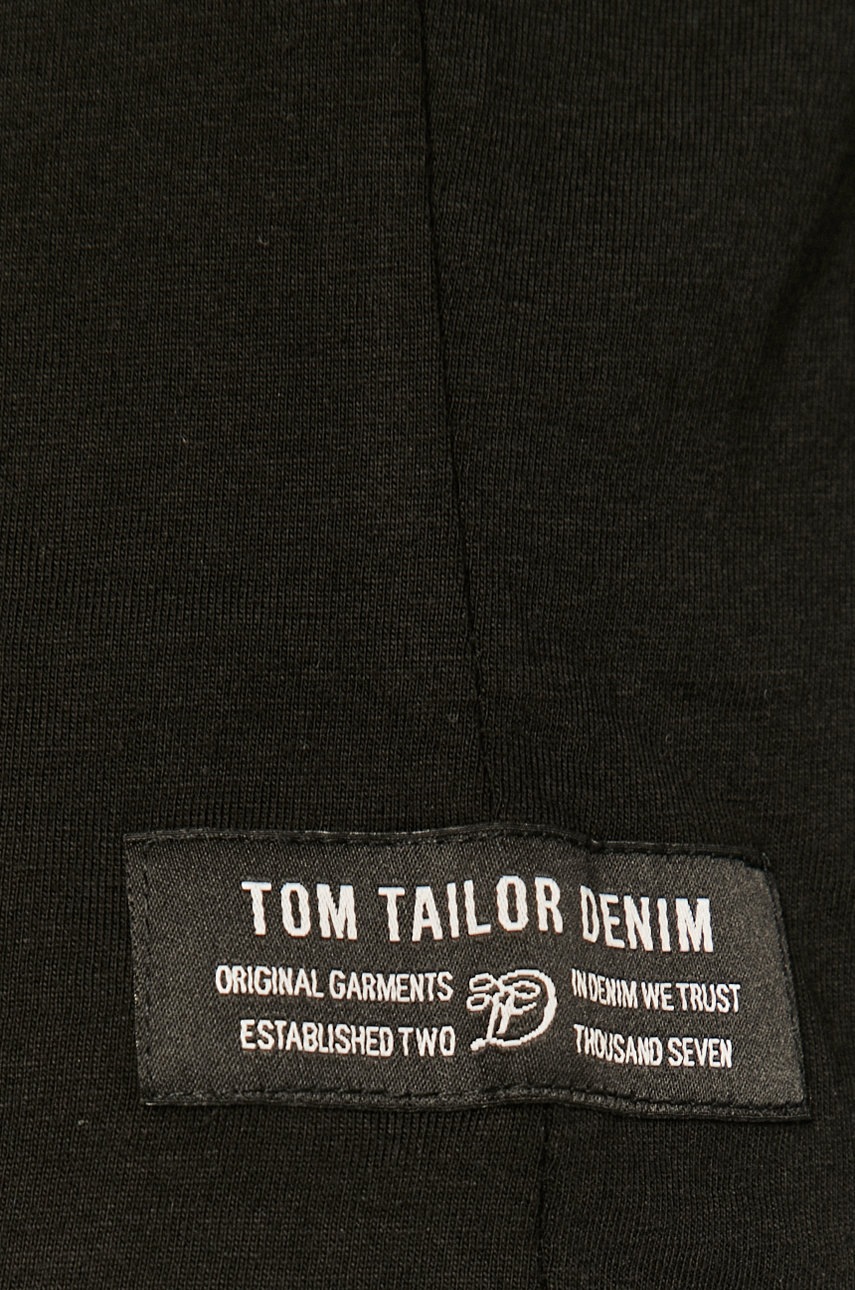 TOM TAILOR DENIM
ORIGINAL GARMENTS IN DENIM WE TRUST
ESTABLISHED TWO THOUSAND SEVEN